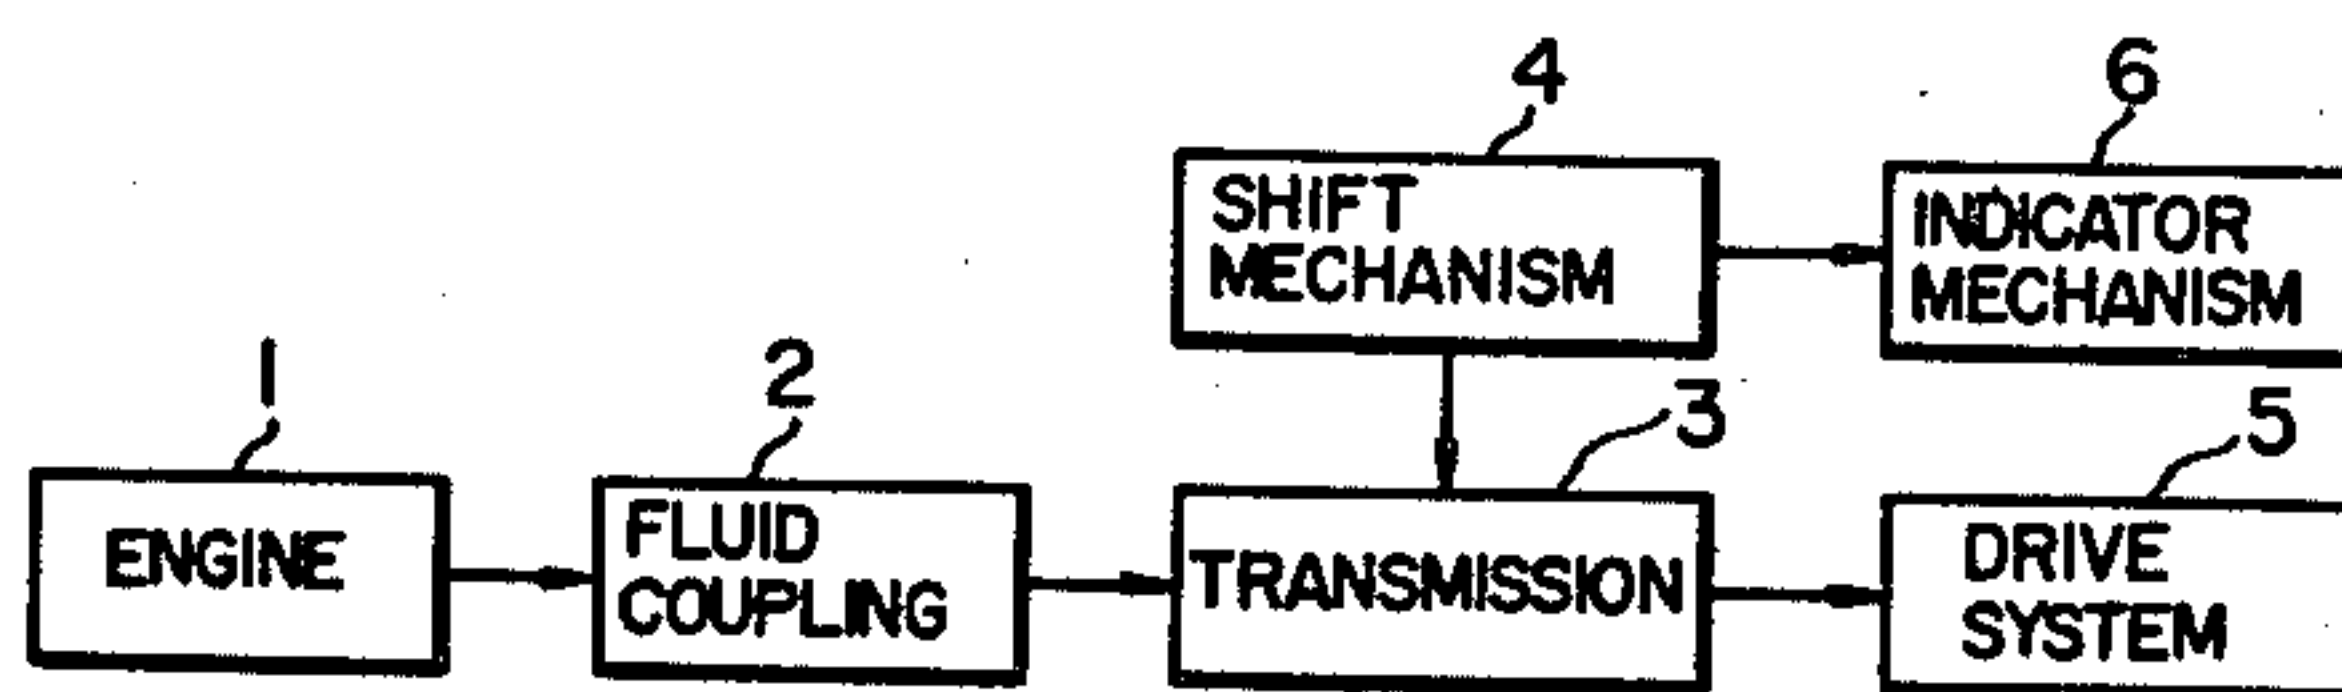 4
6
SHIFT
MECHANISM
INDICATOR
MECHANISM
1
2
3
5
ENGINE
FLUID
COUPLING
TRANSMISSION
DRIVE
SYSTEM